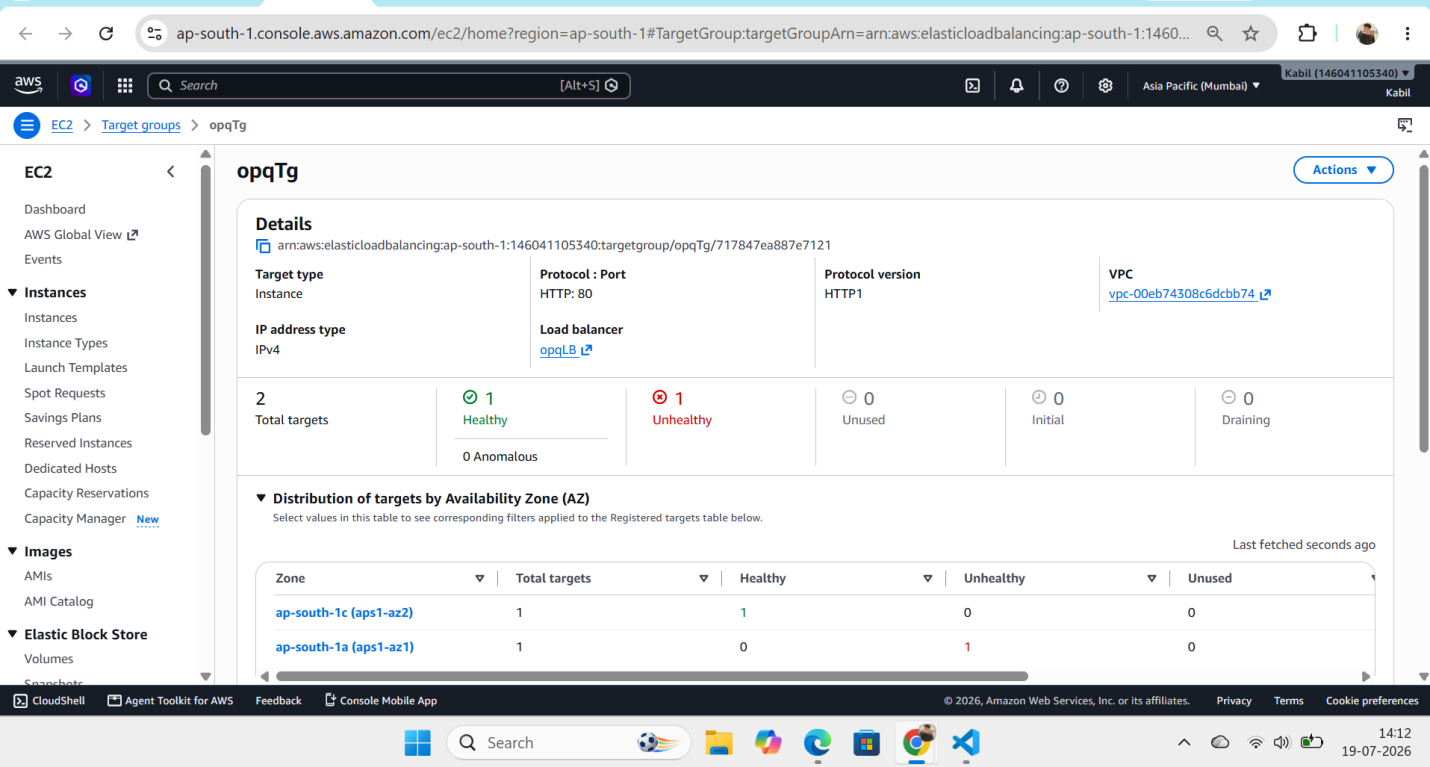 ap-south-1.console.aws.amazon.com/ec2/home?region=ap-south-1#TargetGroup:targetGroupArn=arn:aws:elasticloadbalancing:ap-south-1:1460...
aws
Search [Alt+S]
Asia Pacific (Mumbai)
Kabil (146041105340)
Kabil
EC2 > Target groups > opqTg
EC2
Dashboard
AWS Global View
Events
Instances
Instances
Instance Types
Launch Templates
Spot Requests
Savings Plans
Reserved Instances
Dedicated Hosts
Capacity Reservations
Capacity Manager New
Images
AMIs
AMI Catalog
Elastic Block Store
Volumes
Snapshots
opqTg
Actions
Details
arn:aws:elasticloadbalancing:ap-south-1:146041105340:targetgroup/opqTg/717847ea887e7121
Target type
Instance
Protocol : Port
HTTP: 80
Protocol version
HTTP1
VPC
vpc-00eb74308c6dcbb74
IP address type
IPv4
Load balancer
opqLB
2
Total targets
1
Healthy
0 Anomalous
1
Unhealthy
0
Unused
0
Initial
0
Draining
Distribution of targets by Availability Zone (AZ)
Select values in this table to see corresponding filters applied to the Registered targets table below.
Last fetched seconds ago
Zone Total targets Healthy Unhealthy Unused
ap-south-1c (aps1-az2) 1 1 0 0
ap-south-1a (aps1-az1) 1 0 1 0
CloudShell Agent Toolkit for AWS Feedback Console Mobile App © 2026, Amazon Web Services, Inc. or its affiliates. Privacy Terms Cookie preferences
Search
14:12
19-07-2026